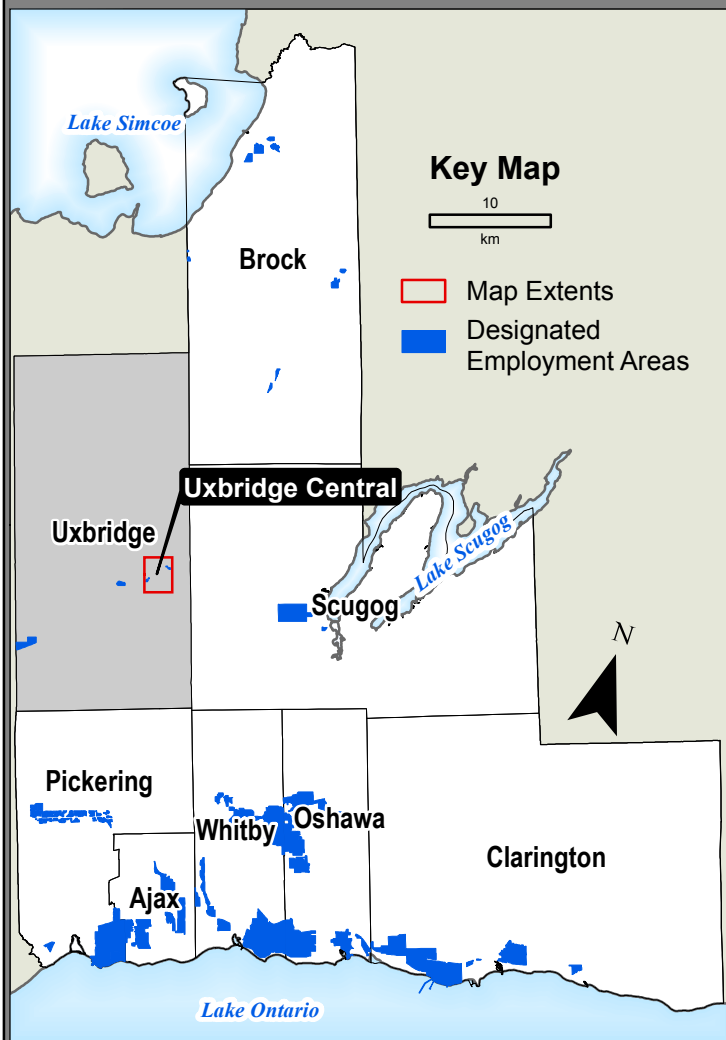 Lake Simcoe
Key Map
10
km
Brock
Map Extents
Designated
Employment Areas
Uxbridge Central
Uxbridge
Lake Scugog
Scugog
N
Pickering
Whitby
Oshawa
Clarington
Ajax
Lake Ontario